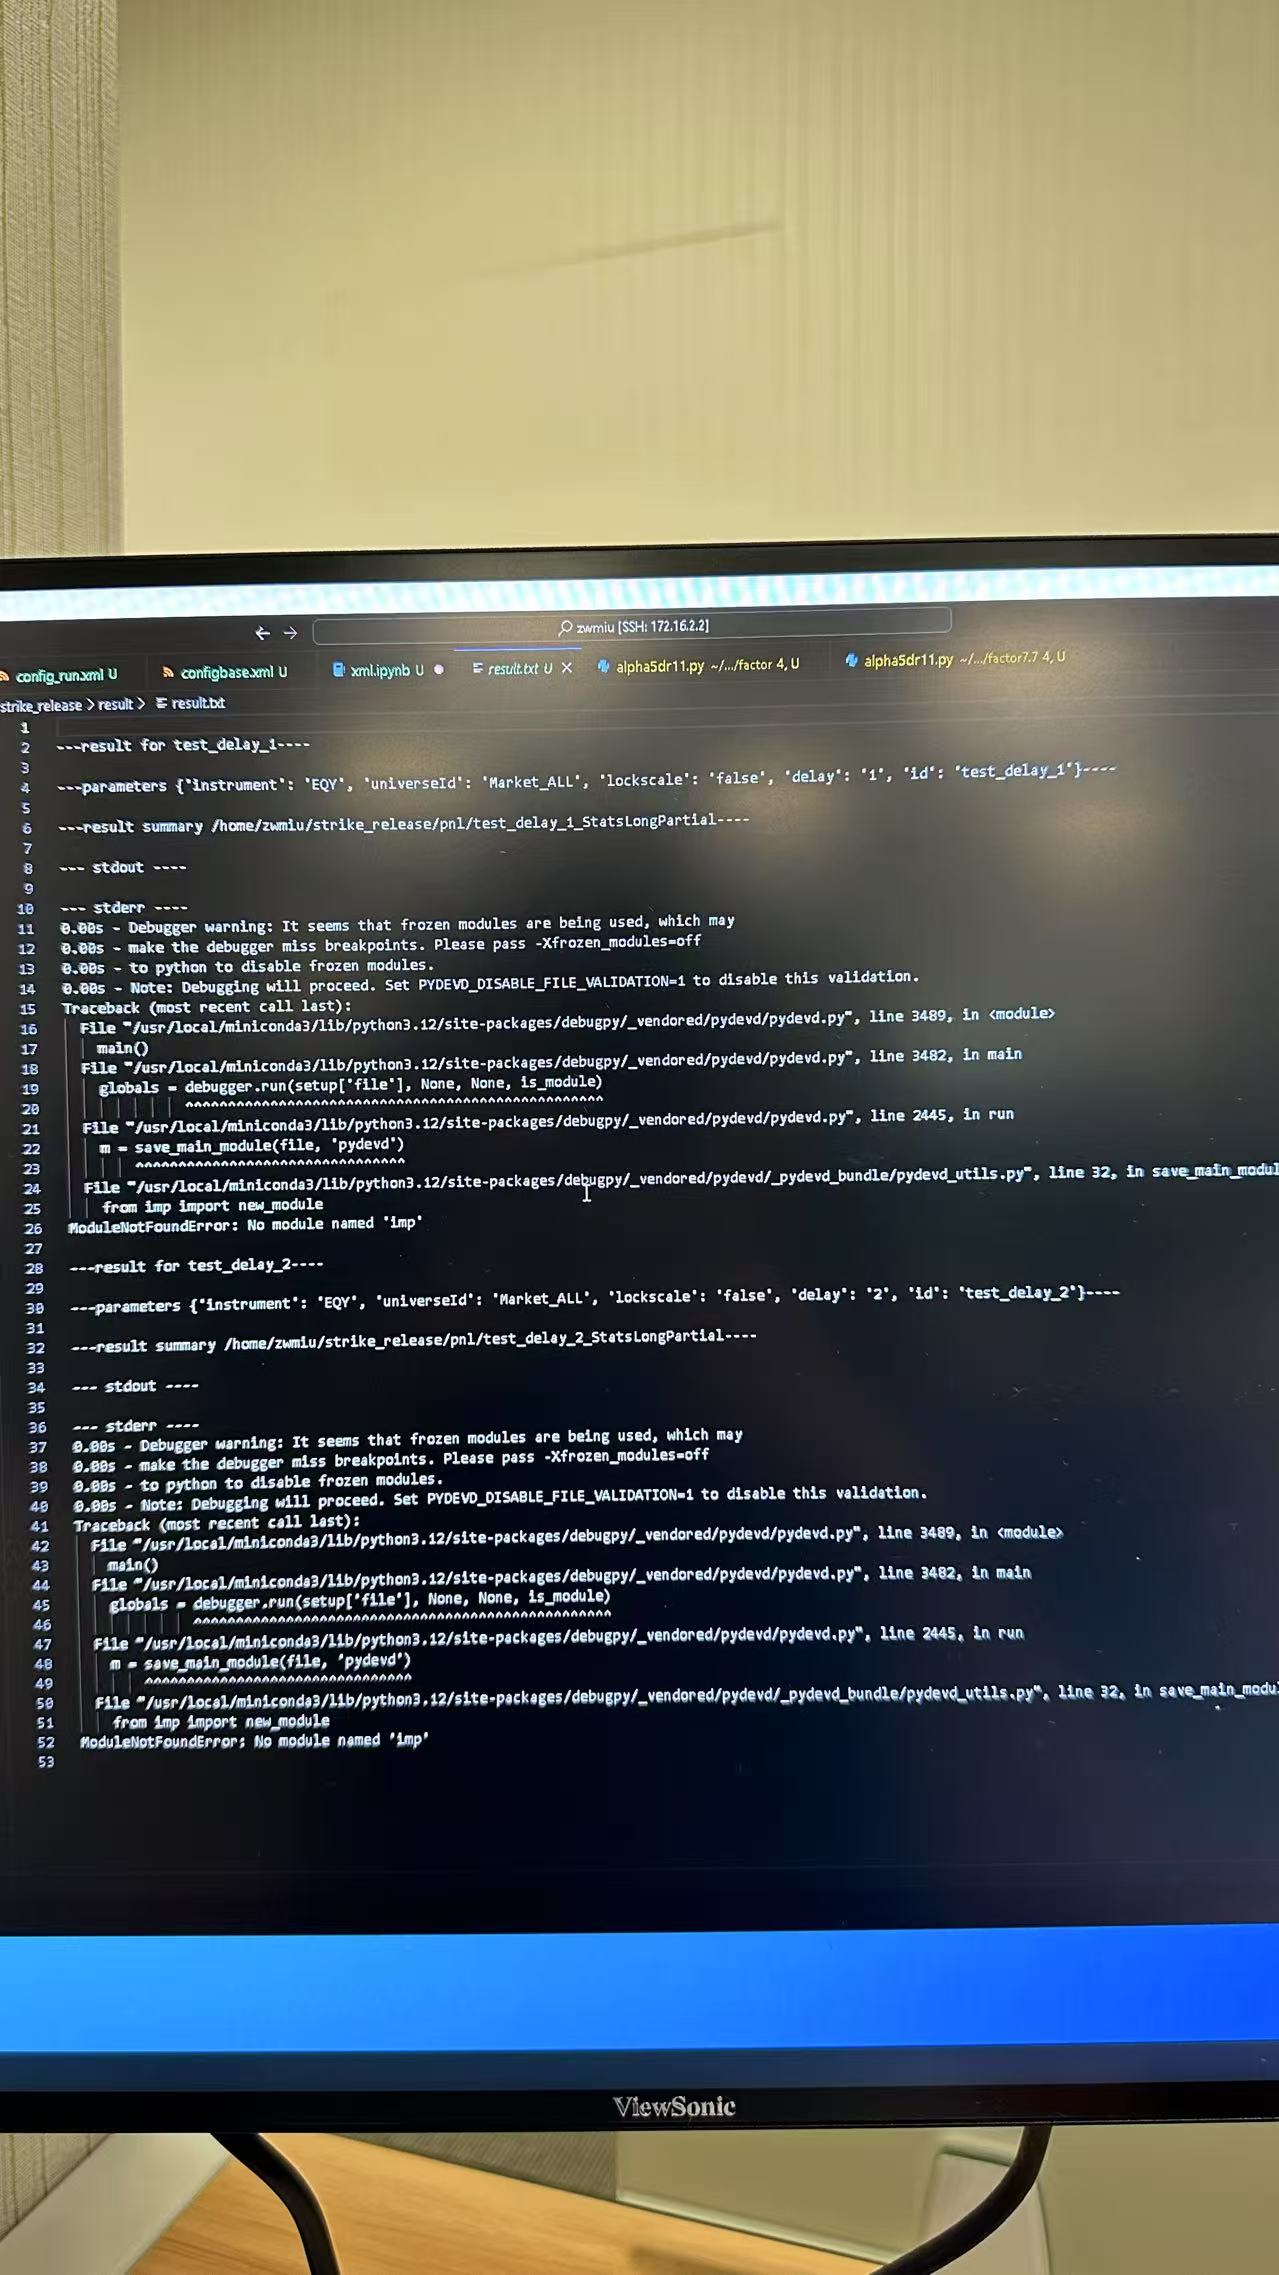 zwmiu [SSH: 172.16.2.2]
config_run.xml U configbase.xml U xml.ipynb U result.txt U alpha5dr11.py ~/.../factor 4, U alpha5dr11.py ~/.../factor7.7 4, U
strike_release > result > result.txt
1
2 ---result for test_delay_1----
3
4 ---parameters {'instrument': 'EQY', 'universeId': 'Market_ALL', 'lockscale': 'false', 'delay': '1', 'id': 'test_delay_1'}----
5
6 ---result summary /home/zwmiu/strike_release/pnl/test_delay_1_StatsLongPartial----
7
8 --- stdout ----
9
10 --- stderr ----
11 0.00s - Debugger warning: It seems that frozen modules are being used, which may
12 0.00s - make the debugger miss breakpoints. Please pass -Xfrozen_modules=off
13 0.00s - to python to disable frozen modules.
14 0.00s - Note: Debugging will proceed. Set PYDEVD_DISABLE_FILE_VALIDATION=1 to disable this validation.
15 Traceback (most recent call last):
16 File "/usr/local/miniconda3/lib/python3.12/site-packages/debugpy/_vendored/pydevd/pydevd.py", line 3489, in <module>
17 main()
18 File "/usr/local/miniconda3/lib/python3.12/site-packages/debugpy/_vendored/pydevd/pydevd.py", line 3482, in main
19 globals = debugger.run(setup['file'], None, None, is_module)
20 ^^^^^^^^^^^^^^^^^^^^^^^^^^^^^^^^^^^^^^^^^^^^^^^^^^
21 File "/usr/local/miniconda3/lib/python3.12/site-packages/debugpy/_vendored/pydevd/pydevd.py", line 2445, in run
22 m = save_main_module(file, 'pydevd')
23 ^^^^^^^^^^^^^^^^^^^^^^^^^^^^^^^^
24 File "/usr/local/miniconda3/lib/python3.12/site-packages/debugpy/_vendored/pydevd/_pydevd_bundle/pydevd_utils.py", line 32, in save_main_modul
25 from imp import new_module
26 ModuleNotFoundError: No module named 'imp'
27
28 ---result for test_delay_2----
29
30 ---parameters {'instrument': 'EQY', 'universeId': 'Market_ALL', 'lockscale': 'false', 'delay': '2', 'id': 'test_delay_2'}----
31
32 ---result summary /home/zwmiu/strike_release/pnl/test_delay_2_StatsLongPartial----
33
34 --- stdout ----
35
36 --- stderr ----
37 0.00s - Debugger warning: It seems that frozen modules are being used, which may
38 0.00s - make the debugger miss breakpoints. Please pass -Xfrozen_modules=off
39 0.00s - to python to disable frozen modules.
40 0.00s - Note: Debugging will proceed. Set PYDEVD_DISABLE_FILE_VALIDATION=1 to disable this validation.
41 Traceback (most recent call last):
42 File "/usr/local/miniconda3/lib/python3.12/site-packages/debugpy/_vendored/pydevd/pydevd.py", line 3489, in <module>
43 main()
44 File "/usr/local/miniconda3/lib/python3.12/site-packages/debugpy/_vendored/pydevd/pydevd.py", line 3482, in main
45 globals = debugger.run(setup['file'], None, None, is_module)
46 ^^^^^^^^^^^^^^^^^^^^^^^^^^^^^^^^^^^^^^^^^^^^^^^^^^
47 File "/usr/local/miniconda3/lib/python3.12/site-packages/debugpy/_vendored/pydevd/pydevd.py", line 2445, in run
48 m = save_main_module(file, 'pydevd')
49 ^^^^^^^^^^^^^^^^^^^^^^^^^^^^^^^^
50 File "/usr/local/miniconda3/lib/python3.12/site-packages/debugpy/_vendored/pydevd/_pydevd_bundle/pydevd_utils.py", line 32, in save_main_modu
51 from imp import new_module
52 ModuleNotFoundError: No module named 'imp'
53
ViewSonic